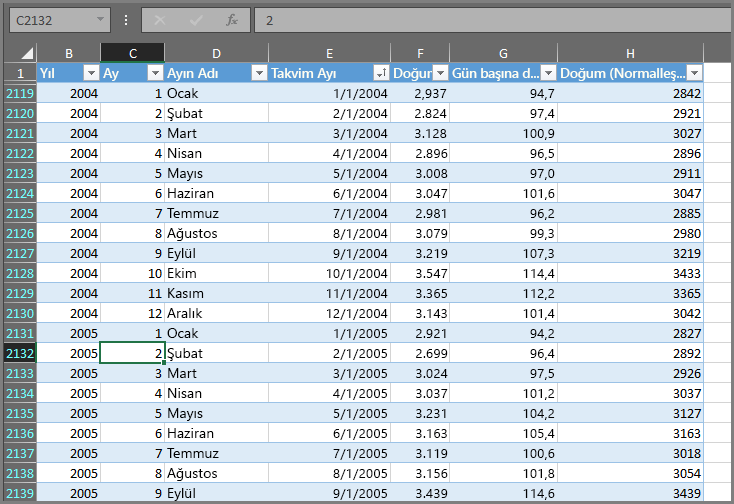 C2132 fx 2
B C D E F G H
1 Yıl Ay Ayın Adı Takvim Ayı Doğur Gün başına d... Doğum (Normalleş...
2119 2004 1 Ocak 1/1/2004 2,937 94,7 2842
2120 2004 2 Şubat 2/1/2004 2.824 97,4 2921
2121 2004 3 Mart 3/1/2004 3.128 100,9 3027
2122 2004 4 Nisan 4/1/2004 2.896 96,5 2896
2123 2004 5 Mayıs 5/1/2004 3.008 97,0 2911
2124 2004 6 Haziran 6/1/2004 3.047 101,6 3047
2125 2004 7 Temmuz 7/1/2004 2.981 96,2 2885
2126 2004 8 Ağustos 8/1/2004 3.079 99,3 2980
2127 2004 9 Eylül 9/1/2004 3.219 107,3 3219
2128 2004 10 Ekim 10/1/2004 3.547 114,4 3433
2129 2004 11 Kasım 11/1/2004 3.365 112,2 3365
2130 2004 12 Aralık 12/1/2004 3.143 101,4 3042
2131 2005 1 Ocak 1/1/2005 2.921 94,2 2827
2132 2005 2 Şubat 2/1/2005 2.699 96,4 2892
2133 2005 3 Mart 3/1/2005 3.024 97,5 2926
2134 2005 4 Nisan 4/1/2005 3.037 101,2 3037
2135 2005 5 Mayıs 5/1/2005 3.231 104,2 3127
2136 2005 6 Haziran 6/1/2005 3.163 105,4 3163
2137 2005 7 Temmuz 7/1/2005 3.119 100,6 3018
2138 2005 8 Ağustos 8/1/2005 3.156 101,8 3054
2139 2005 9 Eylül 9/1/2005 3.439 114,6 3439